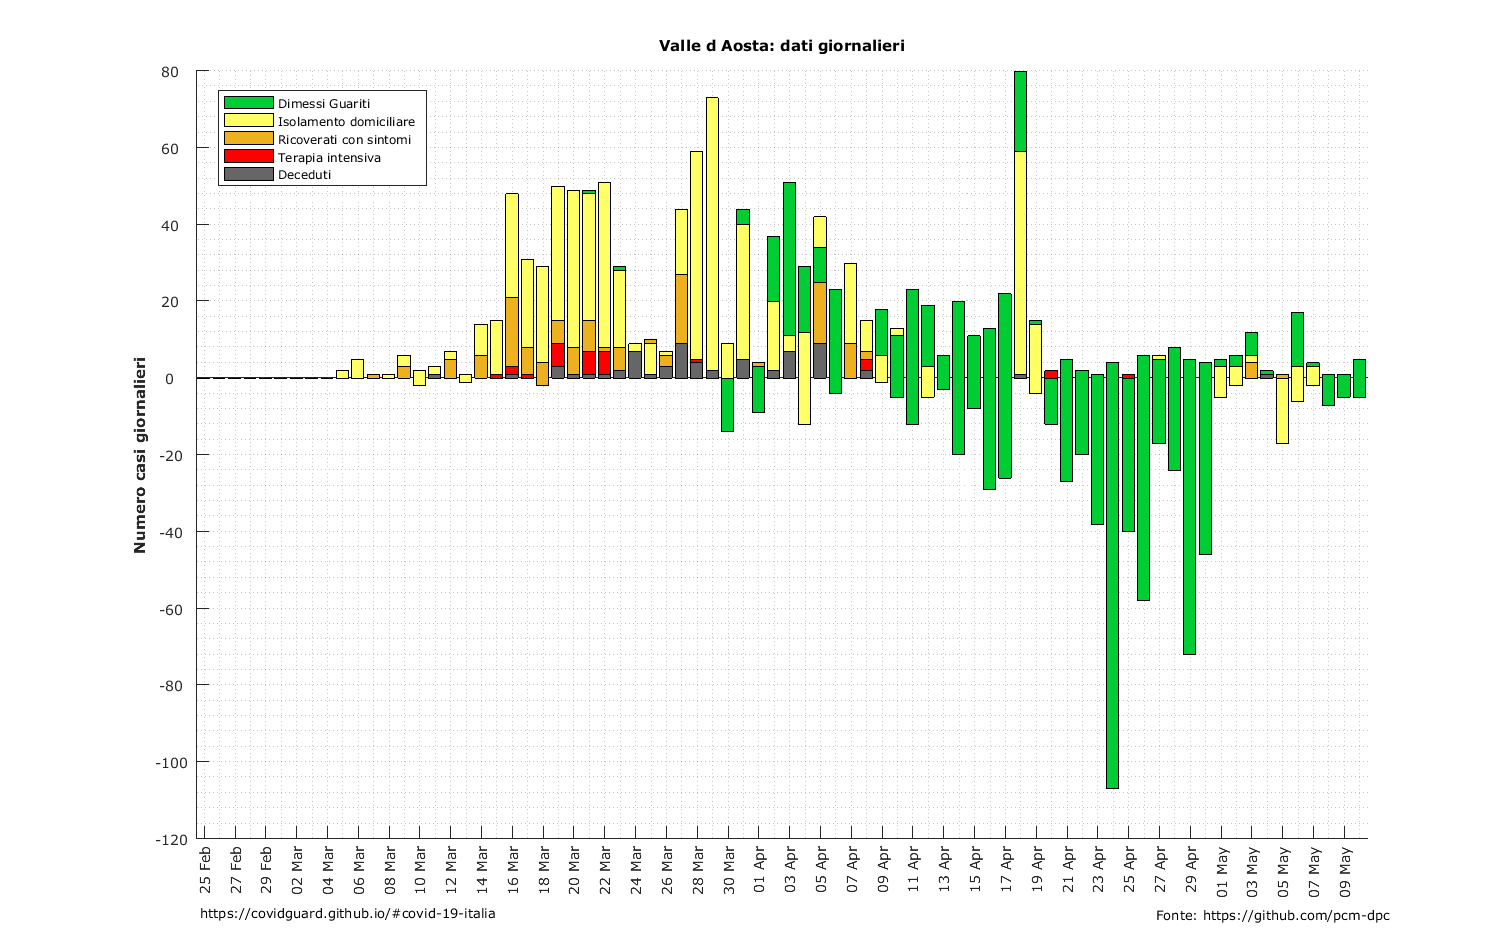 Valle d Aosta: dati giornalieri
Dimessi Guariti
Isolamento domiciliare
Ricoverati con sintomi
Terapia intensiva
Deceduti
Numero casi giornalieri
80
60
40
20
0
-20
-40
-60
-80
-100
-120
25 Feb
27 Feb
29 Feb
02 Mar
04 Mar
06 Mar
08 Mar
10 Mar
12 Mar
14 Mar
16 Mar
18 Mar
20 Mar
22 Mar
24 Mar
26 Mar
28 Mar
30 Mar
01 Apr
03 Apr
05 Apr
07 Apr
09 Apr
11 Apr
13 Apr
15 Apr
17 Apr
19 Apr
21 Apr
23 Apr
25 Apr
27 Apr
29 Apr
01 May
03 May
05 May
07 May
09 May
https://covidguard.github.io/#covid-19-italia
Fonte: https://github.com/pcm-dpc